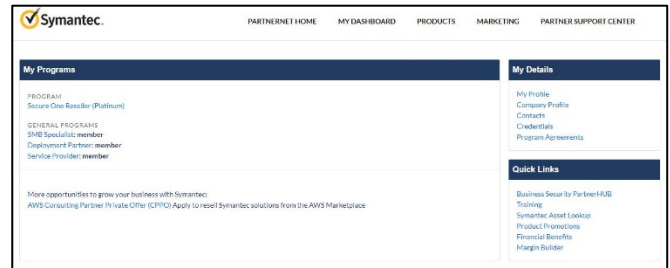 Symantec.
PARTNERNET HOME MY DASHBOARD PRODUCTS MARKETING PARTNER SUPPORT CENTER
My Programs
PROGRAM
Secure One Reseller (Platinum)
GENERAL PROGRAMS
SMB Specialist: member
Deployment Partner: member
Service Provider: member
More opportunities to grow your business with Symantec:
AWS Consulting Partner Private Offer (CPPO) Apply to resell Symantec solutions from the AWS Marketplace
My Details
My Profile
Company Profile
Contacts
Credentials
Program Agreements
Quick Links
Business Security PartnerHUB
Training
Symantec Asset Lookup
Product Promotions
Financial Benefits
Margin Builder